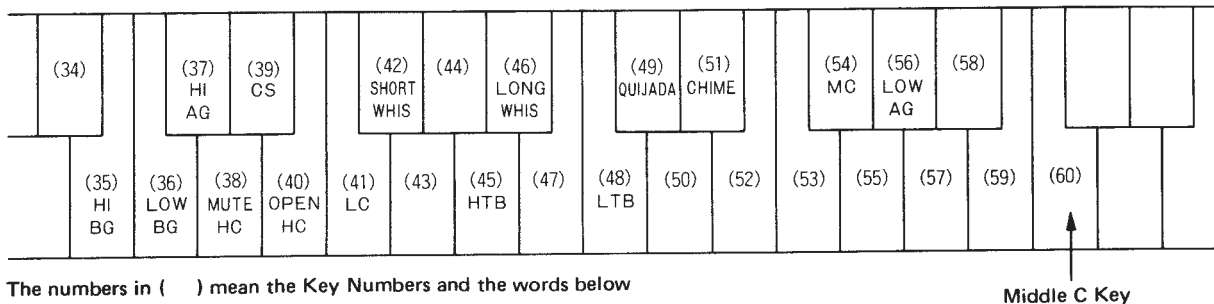 (34)
(37)
HI
AG
(39)
CS
(42)
SHORT
WHIS
(44)
(46)
LONG
WHIS
(49)
QUIJADA
(51)
CHIME
(54)
MC
(56)
LOW
AG
(58)
(35)
HI
BG
(36)
LOW
BG
(38)
MUTE
HC
(40)
OPEN
HC
(41)
LC
(43)
(45)
HTB
(47)
(48)
LTB
(50)
(52)
(53)
(55)
(57)
(59)
(60)
The numbers in ( ) mean the Key Numbers and the words below
Middle C Key